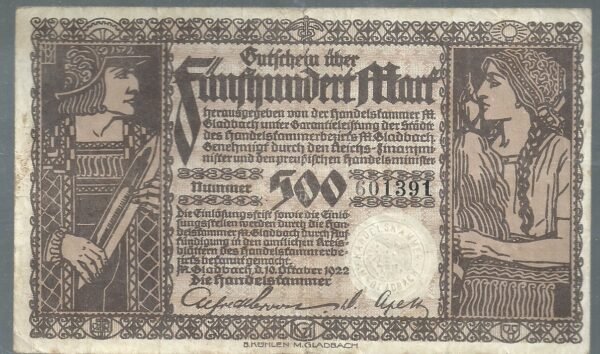 Gutschein über
Fünfhundert Mark
Herausgegeben von der Handelskammer M.
Gladbach unter Garantieleistung der Städte
des Handelskammerbezirks M. Gladbach
Genehmigt durch den Reichs-Finanzmi
nister und den preußischen Handelsminister
Nummer 500 601391
Die Einlösungsfrist sowie die Einlö-
sungsstellen werden durch die Han-
delskammer M. Gladbach durch Auf-
kündigung in den amtlichen Kreis-
blättern des Handelskammerbe-
zirks bekannt gemacht.
M. Gladbach, d. 10. Oktober 1922
Die Handelskammer
B. KÜHLEN M. GLADBACH